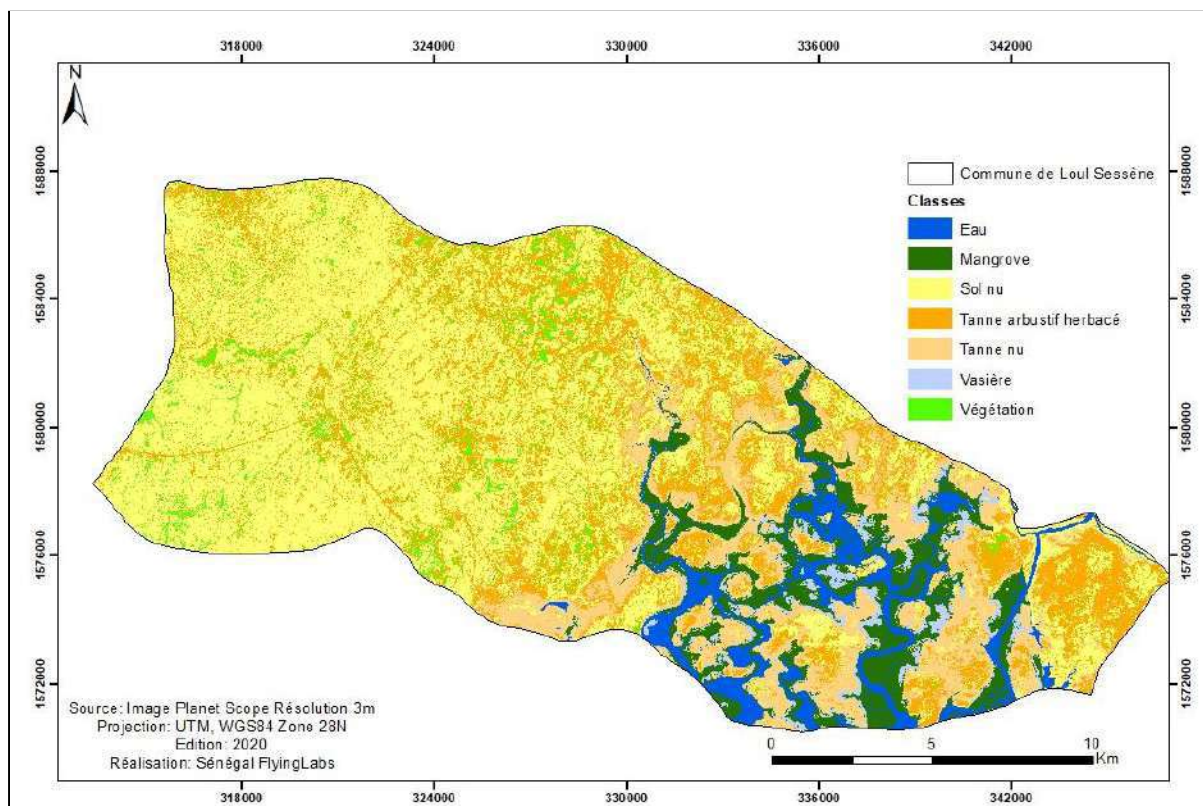 318000 324000 330000 336000 342000
N
1588000 1588000
Commune de Loul Sessène
Classes
Eau
Mangrove
Sol nu
Tanne arbustif herbacé
Tanne nu
Vasière
Végétation
1584000 1584000
1580000 1580000
1576000 1576000
1572000 1572000
Source: Image Planet Scope Résolution 3m
Projection: UTM, WGS84 Zone 28N
Edition: 2020
Réalisation: Sénégal FlyingLabs
0 5 10
Km
318000 324000 330000 336000 342000